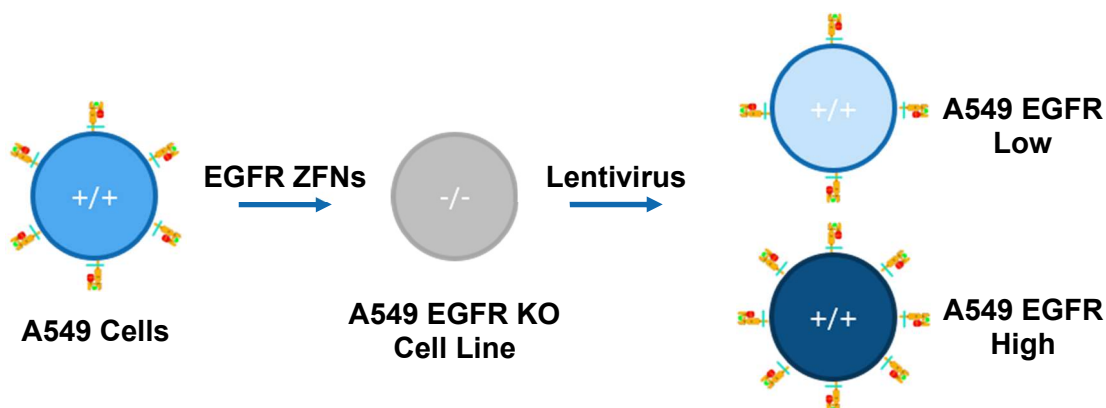 +/+
A549 Cells
EGFR ZFNs
-/-
A549 EGFR KO
Cell Line
Lentivirus
+/+
A549 EGFR
Low
+/+
A549 EGFR
High